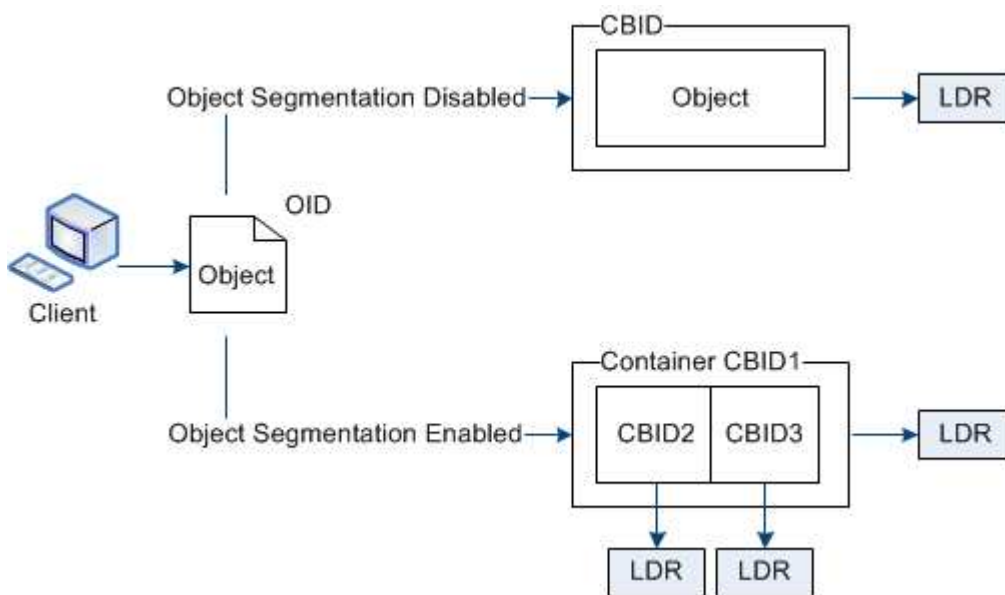 CBID
Object Segmentation Disabled
Object
LDR
OID
Object
Client
Container CBID1
Object Segmentation Enabled
CBID2
CBID3
LDR
LDR
LDR